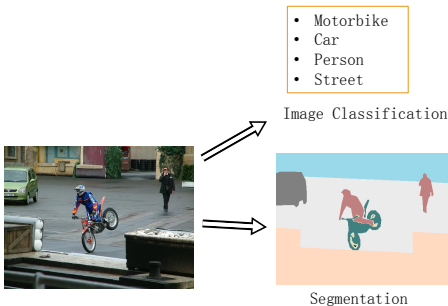 • Motorbike
• Car
• Person
• Street
Image Classification
Segmentation